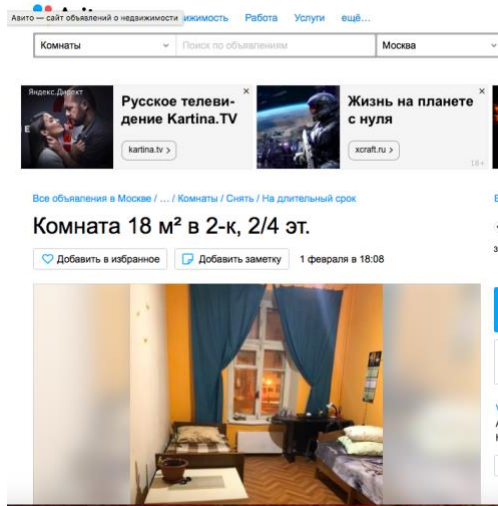 Авито — сайт объявлений о недвижимости
ижимость Работа Услуги ещё...
Комнаты
Поиск по объявлениям
Москва
Яндекс.Директ
Русское телеви-
дение Kartina.TV
kartina.tv >
Жизнь на планете
с нуля
xcraft.ru >
18+
Все объявления в Москве / ... / Комнаты / Снять / На длительный срок
Комната 18 м² в 2-к, 2/4 эт.
Добавить в избранное
Добавить заметку
1 февраля в 18:08